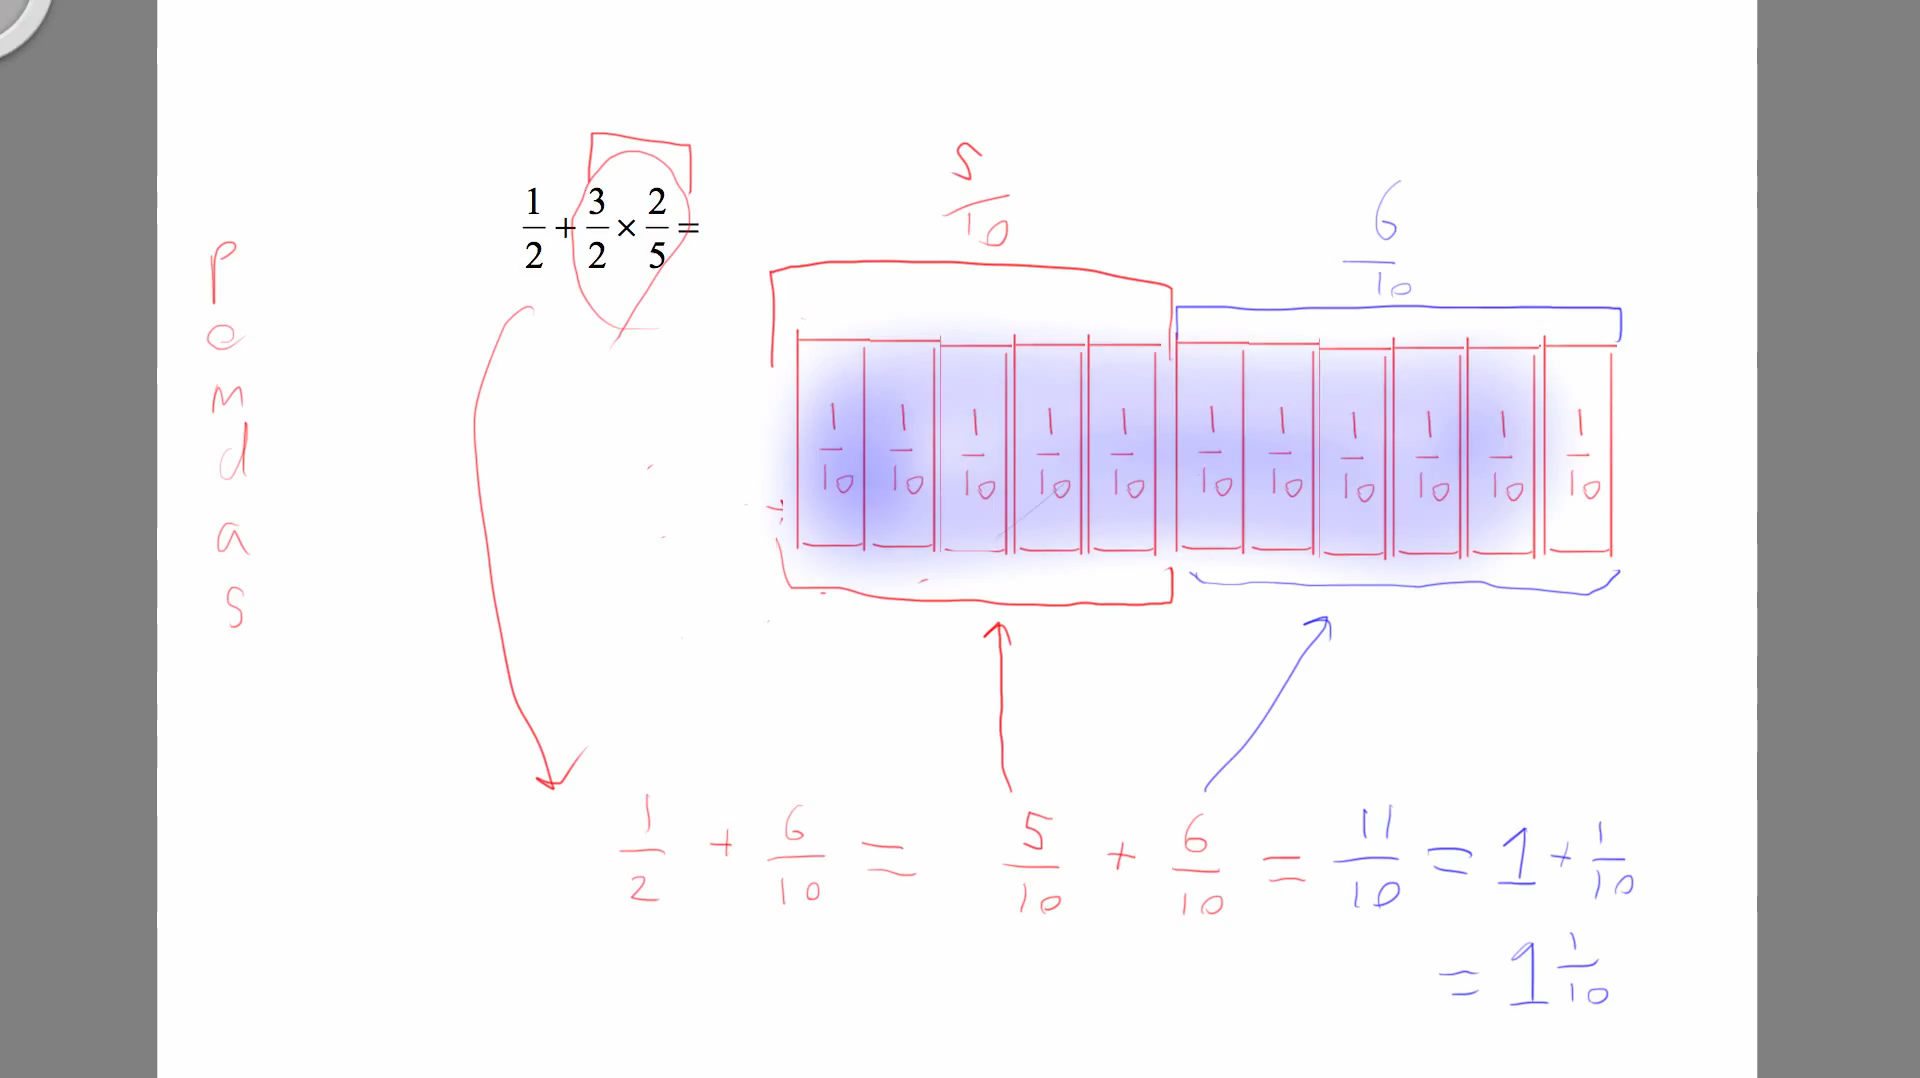 1/2 + 3/2 × 2/5 =
P
o
m
d
a
s
5/10
6/10
1/10 1/10 1/10 1/10 1/10 1/10 1/10 1/10 1/10 1/10 1/10
1/2 + 6/10 = 5/10 + 6/10 = 11/10 = 1 + 1/10
= 1 1/10